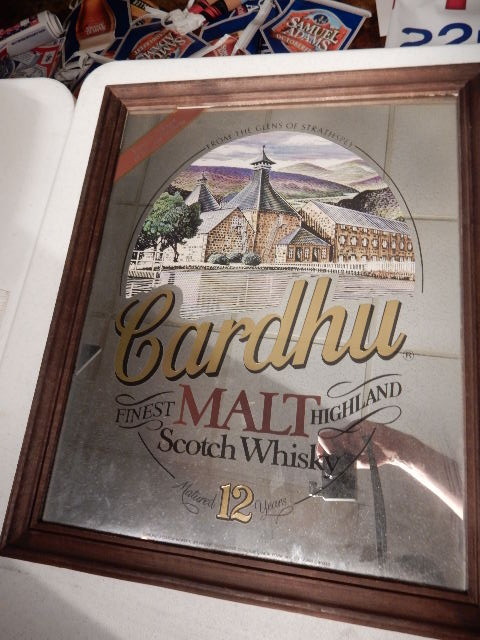 SAMUEL ADAMS
FROM THE GLENS OF STRATHSPEY
Cardhu®
FINEST MALT HIGHLAND
Scotch Whisky
Matured 12 Years